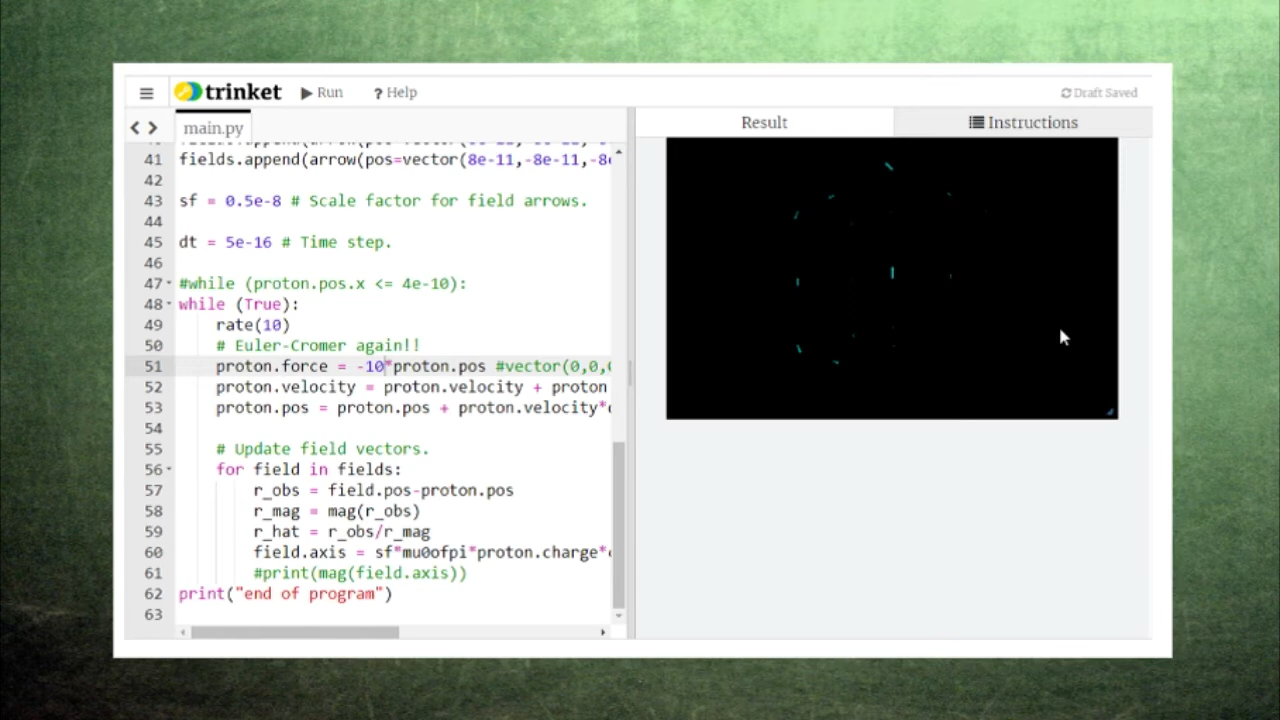 trinket
Run
? Help
Draft Saved
main.py
Result
Instructions
41 fields.append(arrow(pos=vector(8e-11,-8e-11,-8e
42
43 sf = 0.5e-8 # Scale factor for field arrows.
44
45 dt = 5e-16 # Time step.
46
47 #while (proton.pos.x <= 4e-10):
48 while (True):
49 rate(10)
50 # Euler-Cromer again!!
51 proton.force = -10*proton.pos #vector(0,0,
52 proton.velocity = proton.velocity + proton
53 proton.pos = proton.pos + proton.velocity*
54
55 # Update field vectors.
56 for field in fields:
57 r_obs = field.pos-proton.pos
58 r_mag = mag(r_obs)
59 r_hat = r_obs/r_mag
60 field.axis = sf*mu0ofpi*proton.charge*
61 #print(mag(field.axis))
62 print("end of program")
63